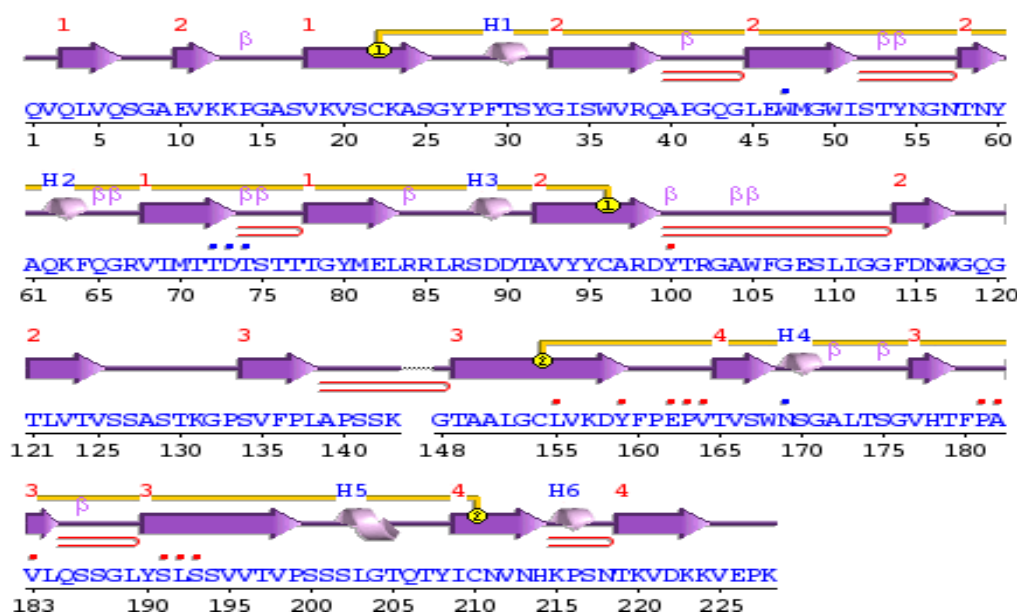 1 2 1 H1 2 2 2
β β ββ
1
QVQLVQSGAEVKKPGASVKVSCKASGYPFTSYGISWVRQAPGQGLEWMGWISTYNGNTNY
1 5 10 15 20 25 30 35 40 45 50 55 60
H2 1 1 H3 2 2
ββ ββ β β ββ
1
AQKFQGRVTMTTDTSTTTGYMELRRLRSDDTAVYYCARDYTRGAWFGESLIGGFDNWGQG
61 65 70 75 80 85 90 95 100 105 110 115 120
2 3 3 4 H4 3
β β
2
TLVTVSSASTKGPSVFPLAPSSK GTAALGCLVKDYFPEPVTVSWNSGALTSGVHTFPA
121 125 130 135 140 148 155 160 165 170 175 180
3 3 H5 4 H6 4
β
2
VLQSSGLYSLSSVVTVPSSSLGTQTYICNVNHKPSNTKVDKKVEPK
183 190 195 200 205 210 215 220 225